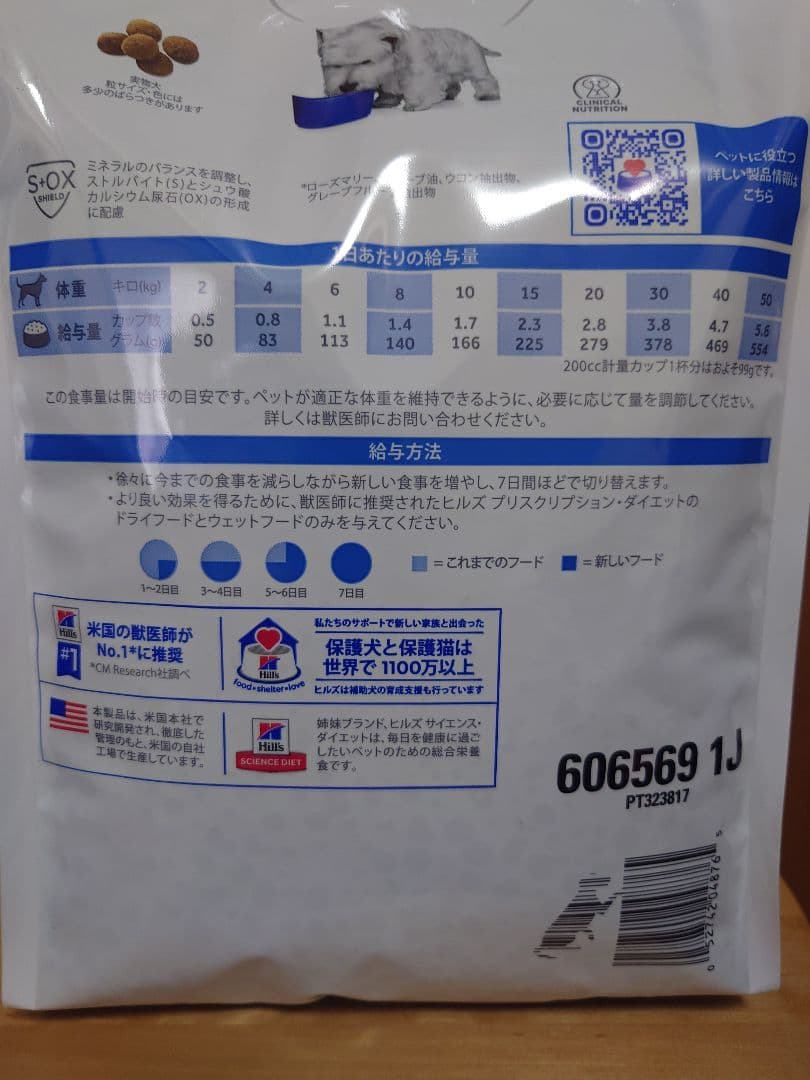 実物大
粒サイズ・色には
多少のばらつきがあります
CLINICAL
NUTRITION
S+OX
SHIELD
ミネラルのバランスを調整し、
ストルバイト(S)とシュウ酸
カルシウム尿石(OX)の形成
に配慮
*ローズマリー、 油、ウコン抽出物、
グレープフル 抽出物
ペットに役立つ
詳しい製品情報は
こちら
1日あたりの給与量
体重 キロ(kg) 2 4 6 8 10 15 20 30 40 50
給与量 カップ数 0.5 0.8 1.1 1.4 1.7 2.3 2.8 3.8 4.7 5.6
グラム(g) 50 83 113 140 166 225 279 378 469 554
200cc計量カップ1杯分はおよそ99gです。
この食事量は開始時の目安です。ペットが適正な体重を維持できるように、必要に応じて量を調節してください。
詳しくは獣医師にお問い合わせください。
給与方法
・徐々に今までの食事を減らしながら新しい食事を増やし、7日間ほどで切り替えます。
・より良い効果を得るために、獣医師に推奨されたヒルズ プリスクリプション・ダイエットの
ドライフードとウェットフードのみを与えてください。
=これまでのフード =新しいフード
1〜2日目 3〜4日目 5〜6日目 7日目
Hill's
#1
米国の獣医師が
No.1*に推奨
*CM Research社調べ
Hill's
food•shelter•love
私たちのサポートで新しい家族と出会った
保護犬と保護猫は
世界で1100万以上
ヒルズは補助犬の育成支援も行っています
本製品は、米国本社で
研究開発され、徹底した
管理のもと、米国の自社
工場で生産しています。
Hill's
SCIENCE DIET
姉妹ブランド、ヒルズ サイエンス・
ダイエットは、毎日を健康に過ご
したいペットのための総合栄養
食です。
606569 1J
PT323817
0 52742 04876 5